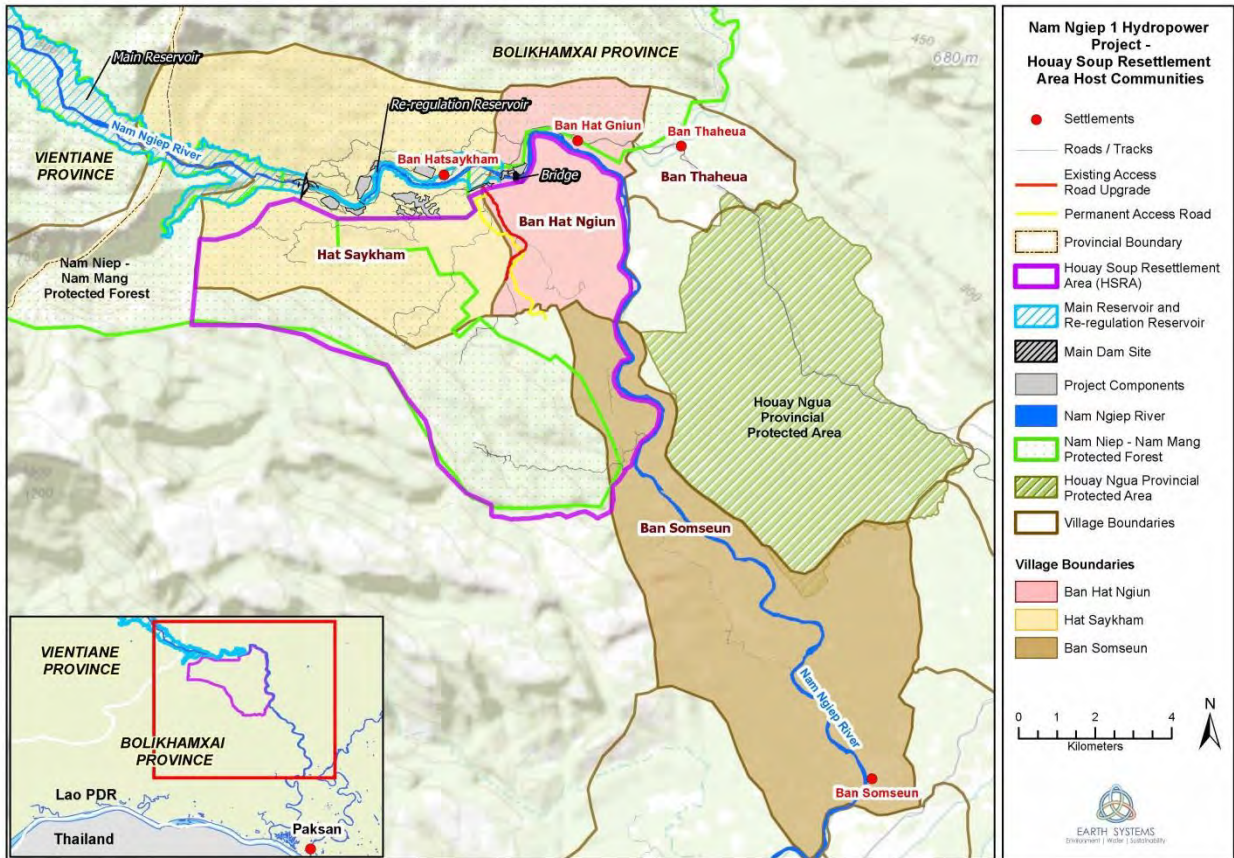 BOLIKHAMXAI PROVINCE
450
680 m
Main Reservoir
Re-regulation Reservoir
Nam Ngiep River
Ban Hat Gniun
Ban Thaheua
VIENTIANE
PROVINCE
Ban Hatsaykham
Bridge
Ban Thaheua
Ban Hat Ngiun
Hat Saykham
Nam Niep -
Nam Mang
Protected Forest
Houay Ngua
Provincial
Protected Area
1200
Ban Somseun
Nam Ngiep River
Ban Somseun
VIENTIANE
PROVINCE
BOLIKHAMXAI
PROVINCE
Lao PDR
Thailand
Paksan
Nam Ngiep 1 Hydropower
Project -
Houay Soup Resettlement
Area Host Communities
Settlements
Roads / Tracks
Existing Access
Road Upgrade
Permanent Access Road
Provincial Boundary
Houay Soup Resettlement
Area (HSRA)
Main Reservoir and
Re-regulation Reservoir
Main Dam Site
Project Components
Nam Ngiep River
Nam Niep - Nam Mang
Protected Forest
Houay Ngua Provincial
Protected Area
Village Boundaries
Village Boundaries
Ban Hat Ngiun
Hat Saykham
Ban Somseun
N
0 1 2 4
Kilometers
EARTH SYSTEMS
Environment | Water | Sustainability